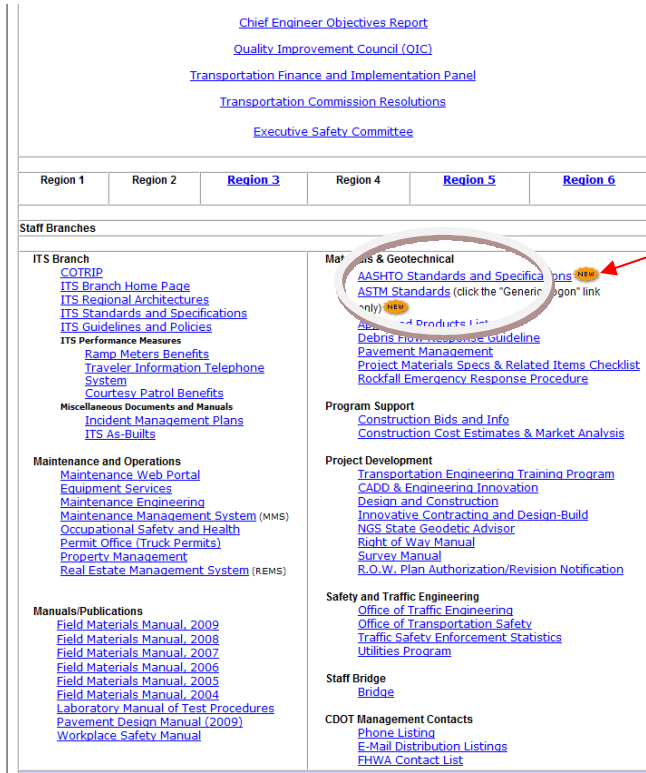 Chief Engineer Objectives Report
Quality Improvement Council (QIC)
Transportation Finance and Implementation Panel
Transportation Commission Resolutions
Executive Safety Committee
Region 1 Region 2 Region 3 Region 4 Region 5 Region 6
Staff Branches
ITS Branch
COTRIP
ITS Branch Home Page
ITS Regional Architectures
ITS Standards and Specifications
ITS Guidelines and Policies
ITS Performance Measures
Ramp Meters Benefits
Traveler Information Telephone
System
Courtesy Patrol Benefits
Miscellaneous Documents and
Manuals
Incident Management Plans
ITS As-Builts
Maintenance and Operations
Maintenance Web Portal
Equipment Services
Maintenance Engineering
Maintenance Management System (MMS)
Occupational Safety and Health
Permit Office (Truck Permits)
Property Management
Real Estate Management System (REMS)
Manuals/Publications
Field Materials Manual, 2009
Field Materials Manual, 2008
Field Materials Manual, 2007
Field Materials Manual, 2006
Field Materials Manual, 2005
Field Materials Manual, 2004
Laboratory Manual of Test Procedures
Pavement Design Manual (2009)
Workplace Safety Manual
Materials & Geotechnical
AASHTO Standards and Specifications NEW
ASTM Standards (click the "Generic Logon" link
only) NEW
Approved Products List
Debris Flow Response Guideline
Pavement Management
Project Materials Specs & Related Items Checklist
Rockfall Emergency Response Procedure
Program Support
Construction Bids and Info
Construction Cost Estimates & Market Analysis
Project Development
Transportation Engineering Training Program
CADD & Engineering Innovation
Design and Construction
Innovative Contracting and Design-Build
NGS State Geodetic Advisor
Right of Way Manual
Survey Manual
R.O.W. Plan Authorization/Revision Notification
Safety and Traffic Engineering
Office of Traffic Engineering
Office of Transportation Safety
Traffic Safety Enforcement Statistics
Utilities Program
Staff Bridge
Bridge
CDOT Management Contacts
Phone Listing
E-Mail Distribution Listings
FHWA Contact List